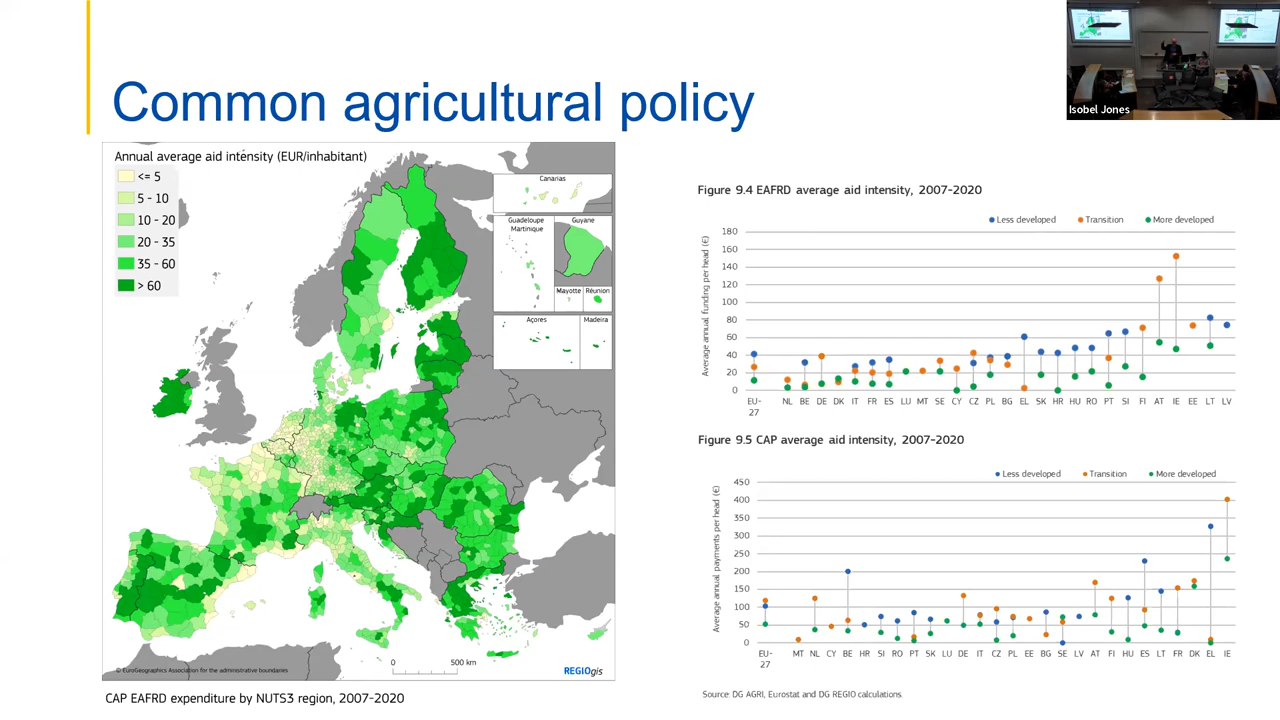 Common agricultural policy
Isobel Jones
Annual average aid intensity (EUR/inhabitant)
<= 5
5 - 10
10 - 20
20 - 35
35 - 60
> 60
Canarias
Guadeloupe
Martinique
Guyane
Mayotte
Réunion
Açores
Madeira
© EuroGeographics Association for the administrative boundaries
0
500 km
REGIOgis
CAP EAFRD expenditure by NUTS3 region, 2007-2020
Figure 9.4 EAFRD average aid intensity, 2007-2020
Less developed
Transition
More developed
Average annual funding per head (€)
180
160
140
120
100
80
60
40
20
0
EU-
27
NL BE DE DK IT FR ES LU MT SE CY CZ PL BG EL SK HR HU RO PT SI FI AT IE EE LT LV
Figure 9.5 CAP average aid intensity, 2007-2020
Less developed
Transition
More developed
Average annual payments per head (€)
450
400
350
300
250
200
150
100
50
0
EU-
27
MT NL CY BE HR SI RO PT SK LU DE IT CZ PL EE BG SE LV AT FI HU ES LT FR DK EL IE
Source: DG AGRI, Eurostat and DG REGIO calculations.